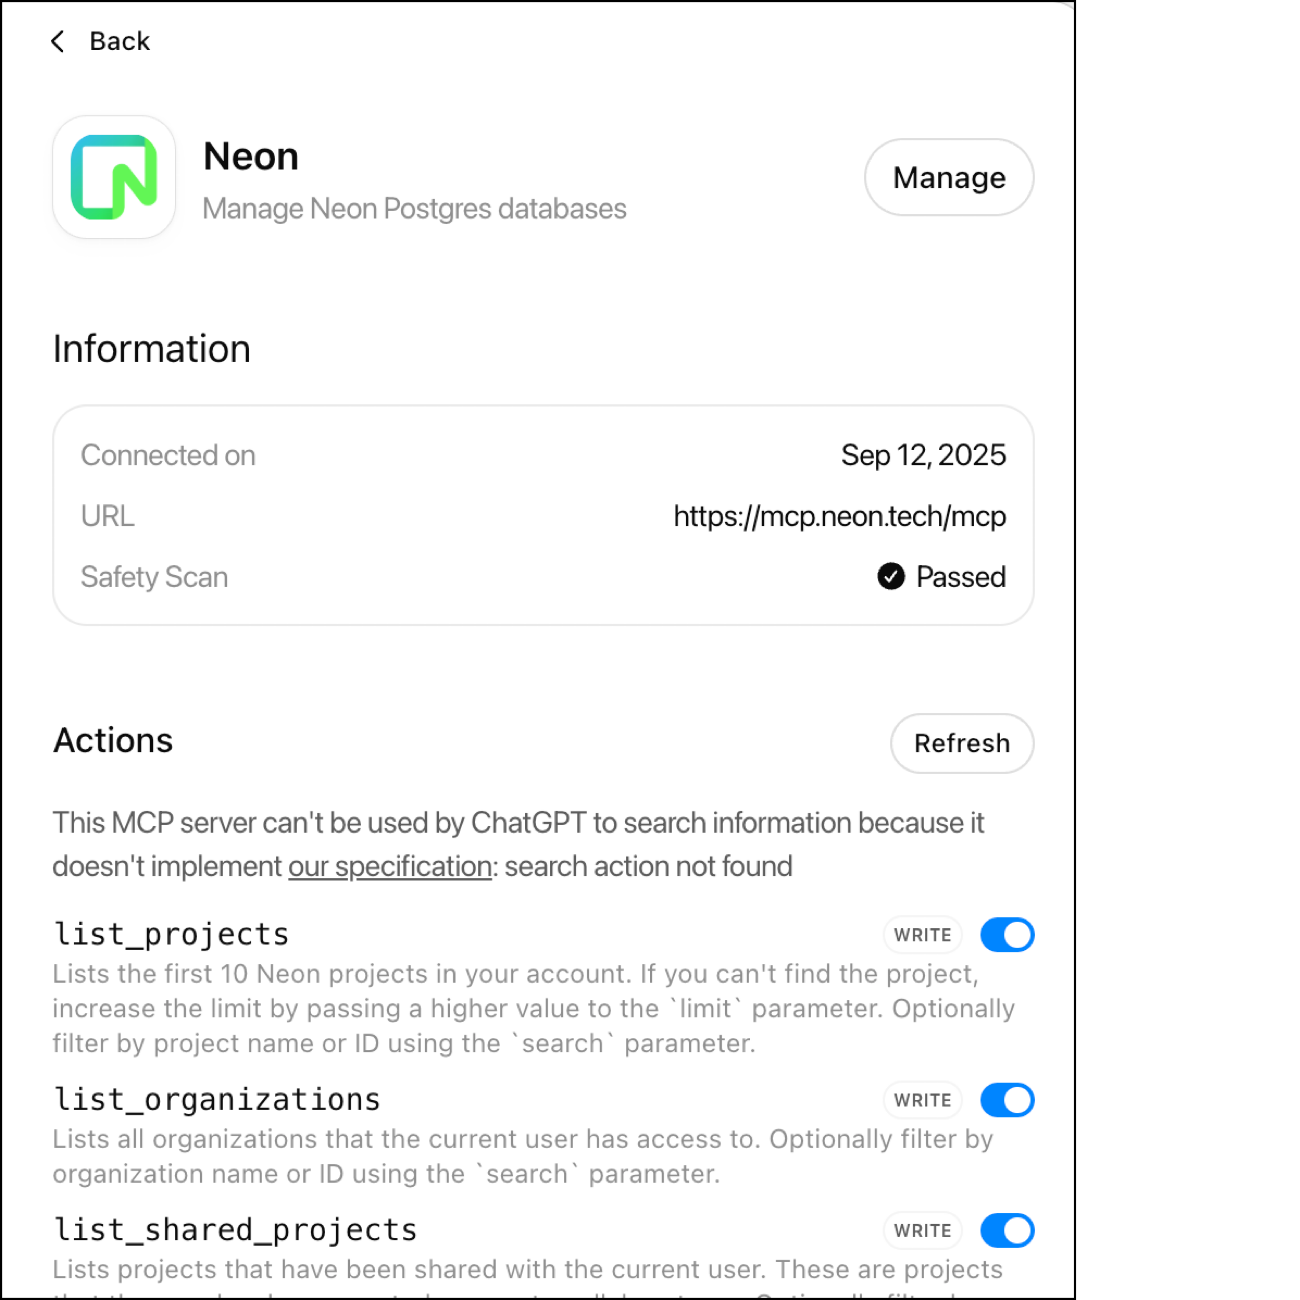 Back
Neon
Manage Neon Postgres databases
Manage
Information
Connected on Sep 12, 2025
URL https://mcp.neon.tech/mcp
Safety Scan Passed
Actions
Refresh
This MCP server can't be used by ChatGPT to search information because it
doesn't implement our specification: search action not found
list_projects WRITE
Lists the first 10 Neon projects in your account. If you can't find the project,
increase the limit by passing a higher value to the `limit` parameter. Optionally
filter by project name or ID using the `search` parameter.
list_organizations WRITE
Lists all organizations that the current user has access to. Optionally filter by
organization name or ID using the `search` parameter.
list_shared_projects WRITE
Lists projects that have been shared with the current user. These are projects